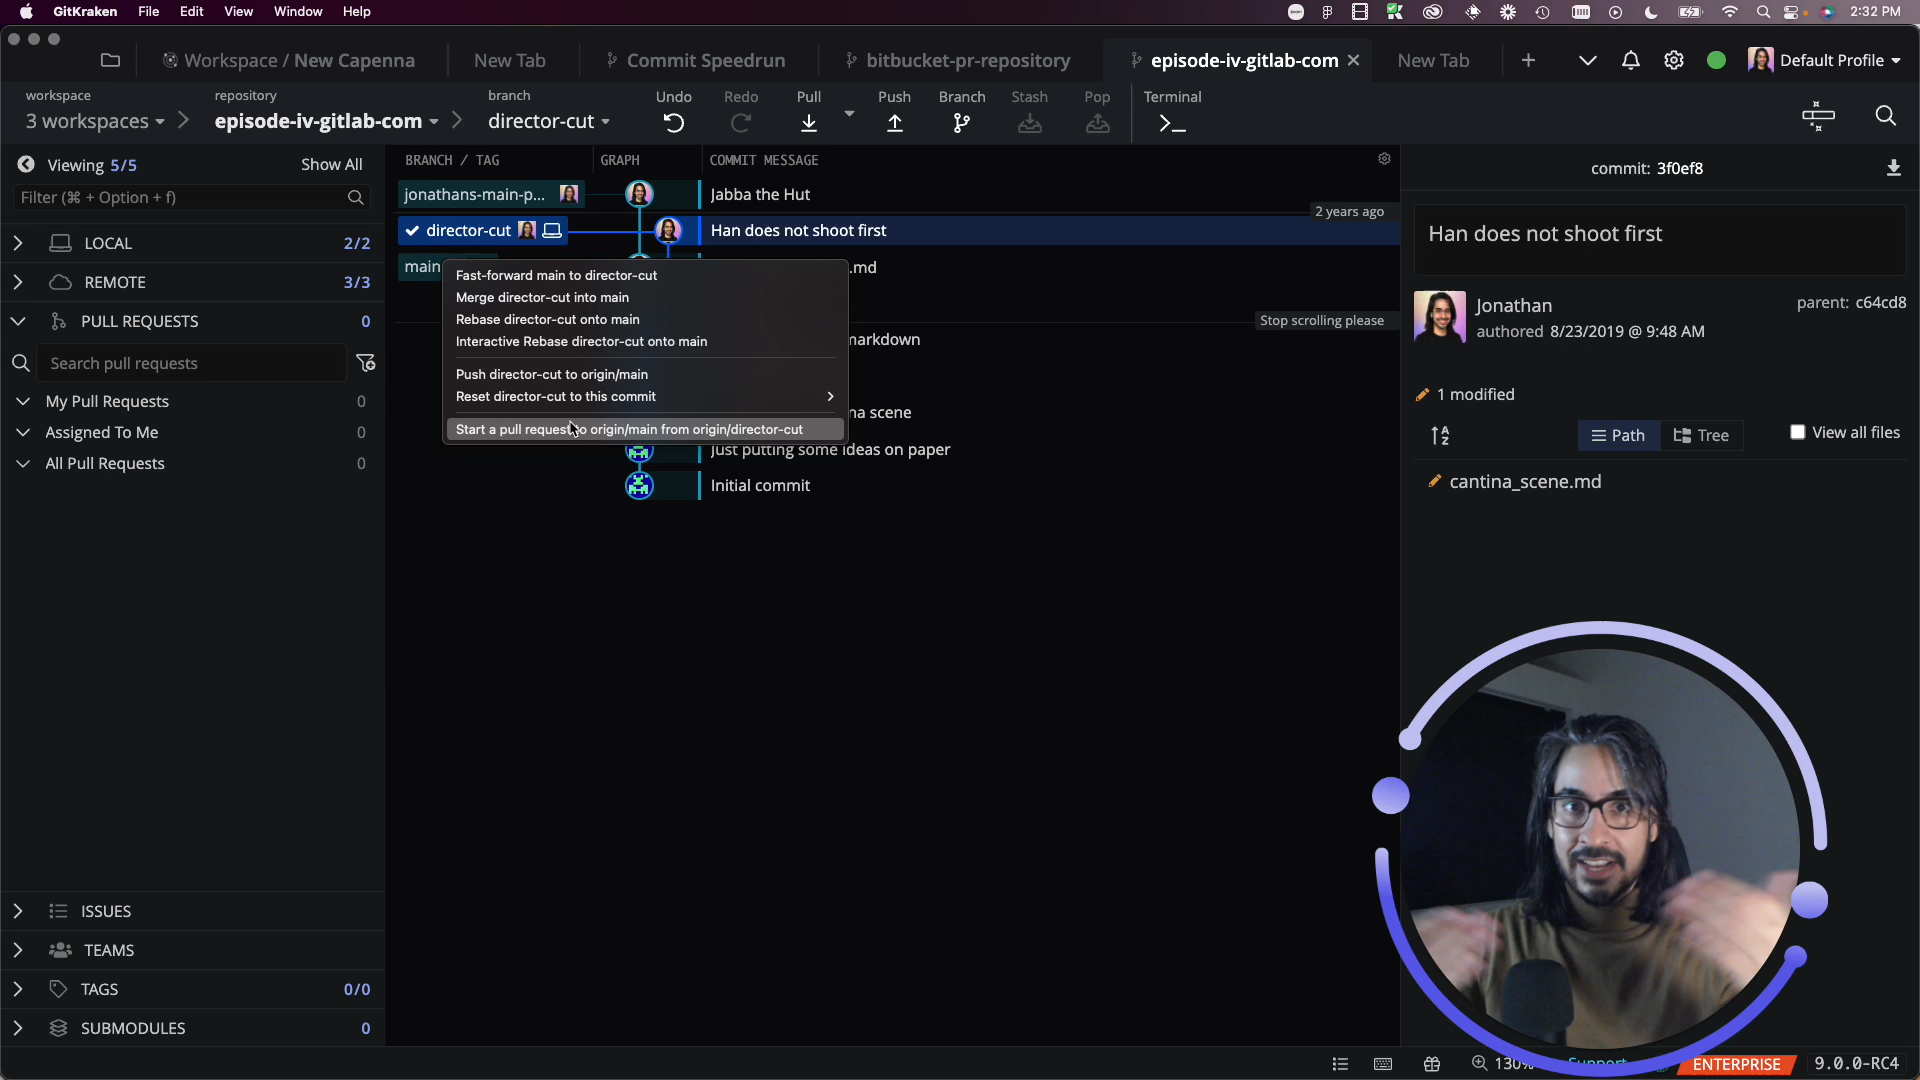 GitKraken File Edit View Window Help
2:32 PM
Workspace / New Capenna
New Tab
Commit Speedrun
bitbucket-pr-repository
episode-iv-gitlab-com
New Tab
Default Profile
workspace
3 workspaces
repository
episode-iv-gitlab-com
branch
director-cut
Undo
Redo
Pull
Push
Branch
Stash
Pop
Terminal
Viewing 5/5
Show All
Filter (⌘ + Option + f)
LOCAL 2/2
REMOTE 3/3
PULL REQUESTS 0
Search pull requests
My Pull Requests 0
Assigned To Me 0
All Pull Requests 0
ISSUES
TEAMS
TAGS 0/0
SUBMODULES 0
BRANCH / TAG GRAPH COMMIT MESSAGE
jonathans-main-p... Jabba the Hut
2 years ago
director-cut Han does not shoot first
main .md
Stop scrolling please
narkdown
na scene
Just putting some ideas on paper
Initial commit
Fast-forward main to director-cut
Merge director-cut into main
Rebase director-cut onto main
Interactive Rebase director-cut onto main
Push director-cut to origin/main
Reset director-cut to this commit
Start a pull request to origin/main from origin/director-cut
commit: 3f0ef8
Han does not shoot first
Jonathan
authored 8/23/2019 @ 9:48 AM
parent: c64cd8
1 modified
Path
Tree
View all files
cantina_scene.md
130%
Support
ENTERPRISE
9.0.0-RC4